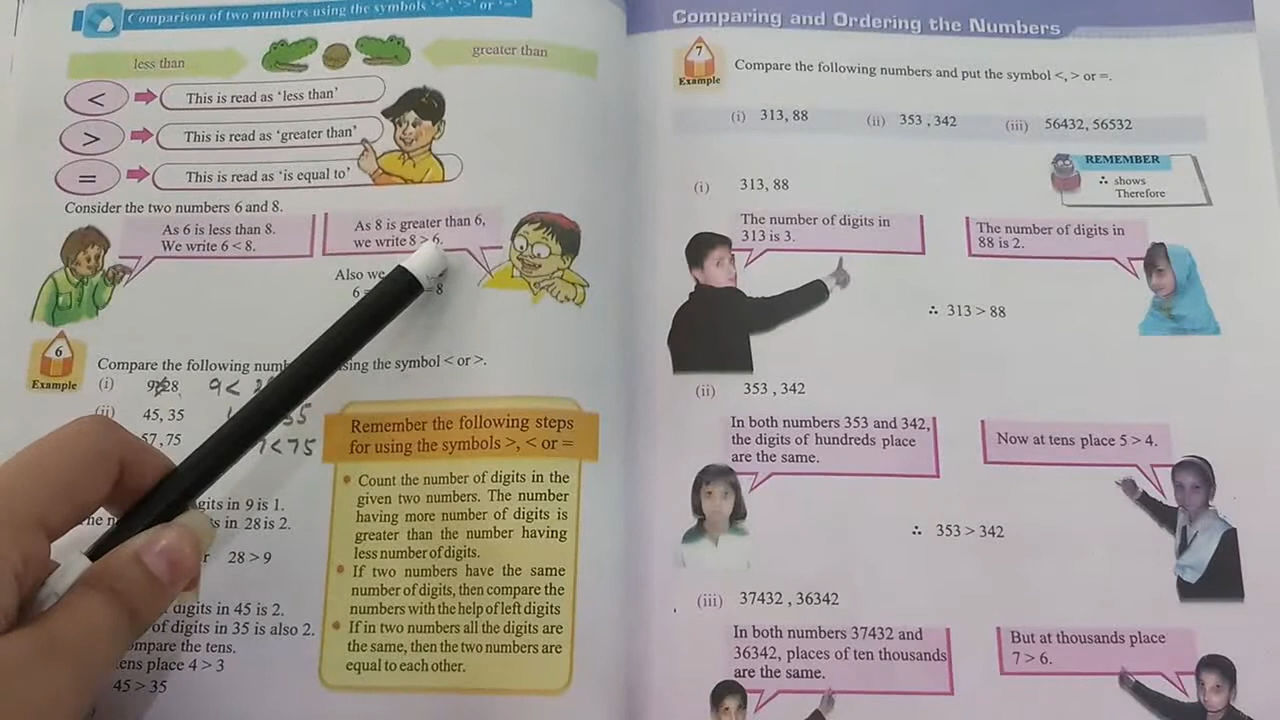 Comparison of two numbers using the symbols '<', '>' or '='
less than
greater than
< This is read as 'less than'
> This is read as 'greater than'
= This is read as 'is equal to'
Consider the two numbers 6 and 8.
As 6 is less than 8.
We write 6 < 8.
As 8 is greater than 6,
we write 8 > 6.
Also we
6
8
6
Example
Compare the following using the symbol < or >.
(i) 9, 28 9 <
(ii) 45, 35
57, 75 < 75
digits in 9 is 1.
in 28 is 2.
28 > 9
digits in 45 is 2.
of digits in 35 is also 2.
compare the tens.
tens place 4 > 3
45 > 35
Remember the following steps
for using the symbols >, < or =
• Count the number of digits in the
given two numbers. The number
having more number of digits is
greater than the number having
less number of digits.
• If two numbers have the same
number of digits, then compare the
numbers with the help of left digits
• If in two numbers all the digits are
the same, then the two numbers are
equal to each other.
Comparing and Ordering the Numbers
7
Example
Compare the following numbers and put the symbol <, > or =.
(i) 313, 88 (ii) 353 , 342 (iii) 56432, 56532
REMEMBER
∴ shows
Therefore
(i) 313, 88
The number of digits in
313 is 3.
The number of digits in
88 is 2.
∴ 313 > 88
(ii) 353 , 342
In both numbers 353 and 342,
the digits of hundreds place
are the same.
Now at tens place 5 > 4.
∴ 353 > 342
(iii) 37432 , 36342
In both numbers 37432 and
36342, places of ten thousands
are the same.
But at thousands place
7 > 6.